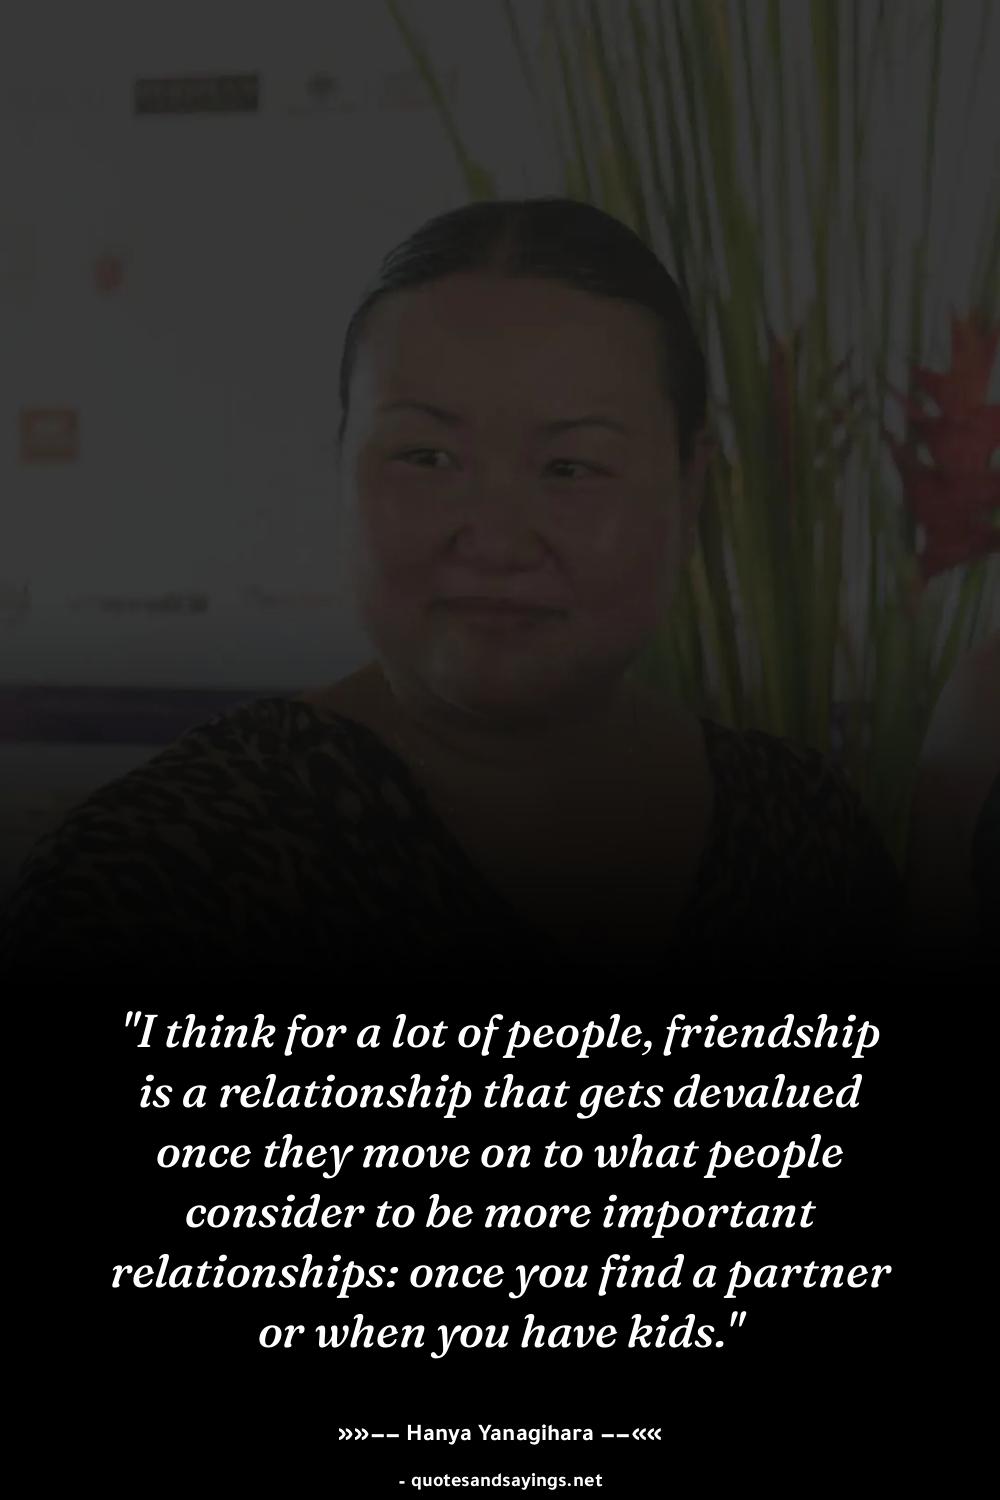 "I think for a lot of people, friendship
is a relationship that gets devalued
once they move on to what people
consider to be more important
relationships: once you find a partner
or when you have kids."
»»−− Hanya Yanagihara −−««
- quotesandsayings.net